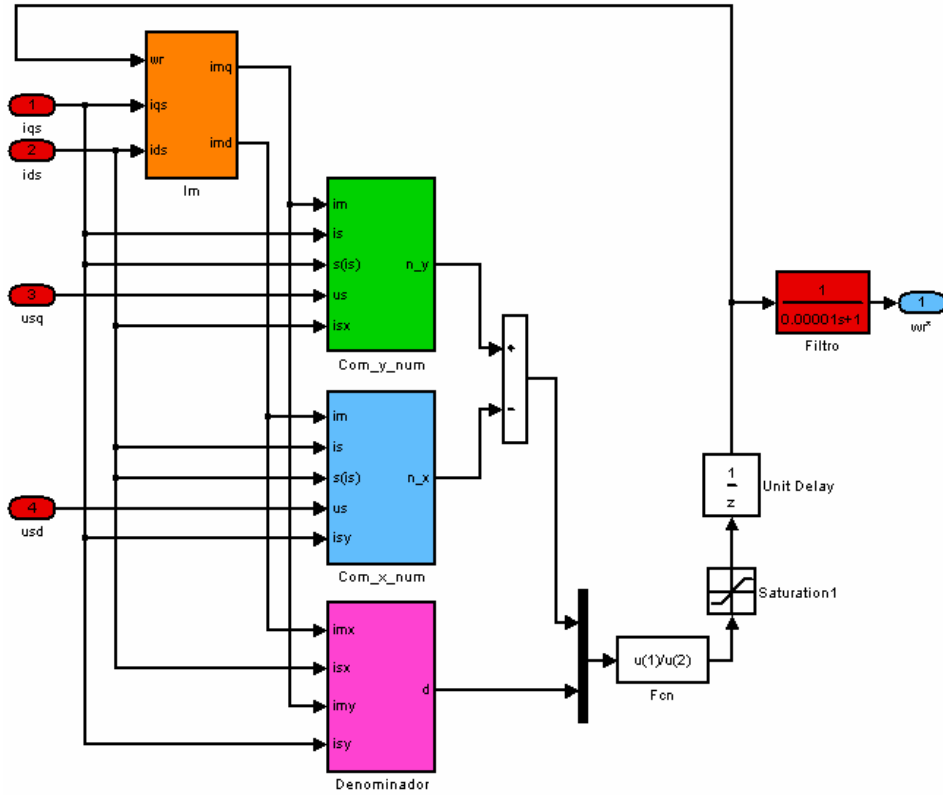 wr
iqs
ids
imq
imd
Im
1
iqs
2
ids
3
usq
4
usd
im
is
s(is)
us
isx
n_y
Com_y_num
im
is
s(is)
us
isy
n_x
Com_x_num
imx
isx
imy
isy
d
Denominador
+
-
u(1)/u(2)
Fcn
Saturation1
1
z
Unit Delay
1
0.00001s+1
Filtro
1
wr^x